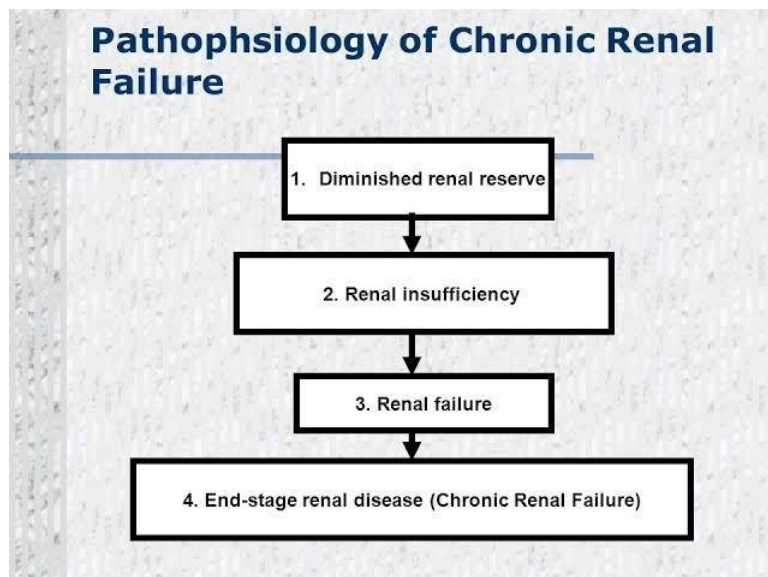 Pathophsiology of Chronic Renal
Failure
1. Diminished renal reserve
2. Renal insufficiency
3. Renal failure
4. End-stage renal disease (Chronic Renal Failure)